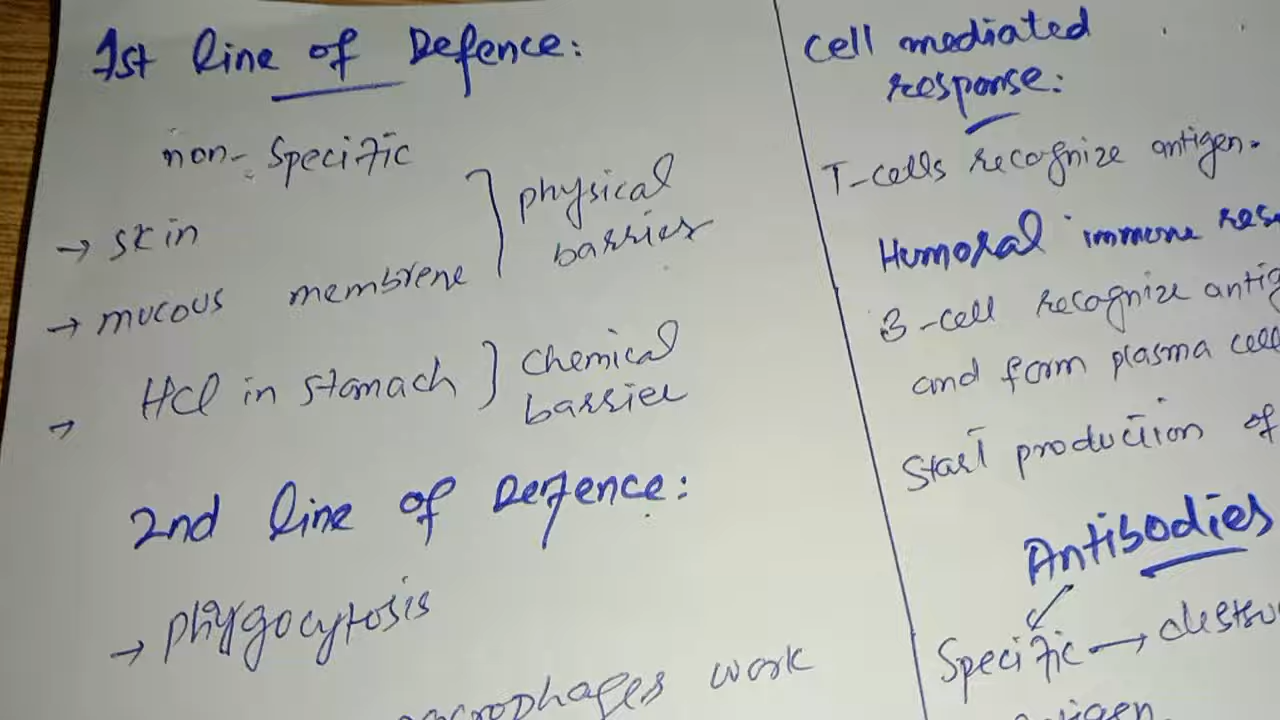 1st line of Defence:
non-specific
→ skin
→ mucous membrene
physical
barrier
→ HCl in stomach
chemical
barrier
2nd line of Defence:
→ phygocytosis
work
cell mediated
response:
T-cells recognize antigen.
Humoral immune
B-cell recognize
and form plasma
start production of
Antibodies
Specific →